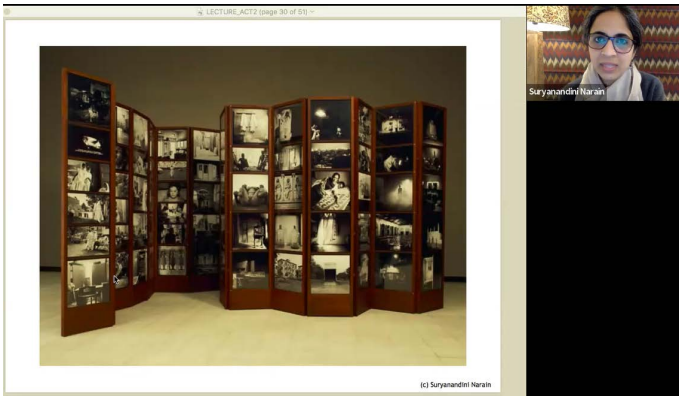 LECTURE_ACT2 (page 30 of 51)
Suryanandini Narain
(c) Suryanandini Narain